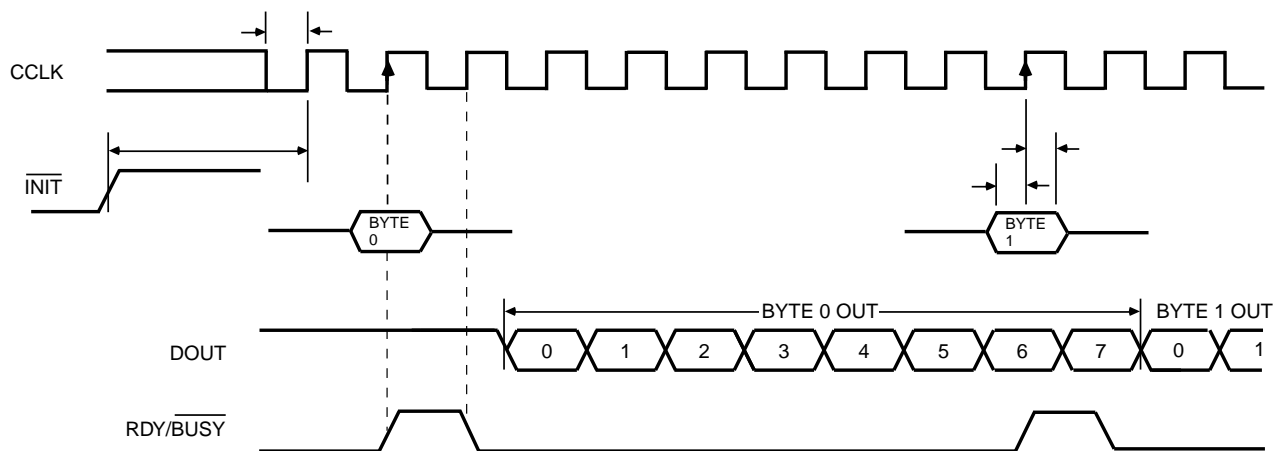 CCLK
INIT
BYTE
0
BYTE
1
BYTE 0 OUT
BYTE 1 OUT
DOUT
0 1 2 3 4 5 6 7 0 1
RDY/BUSY